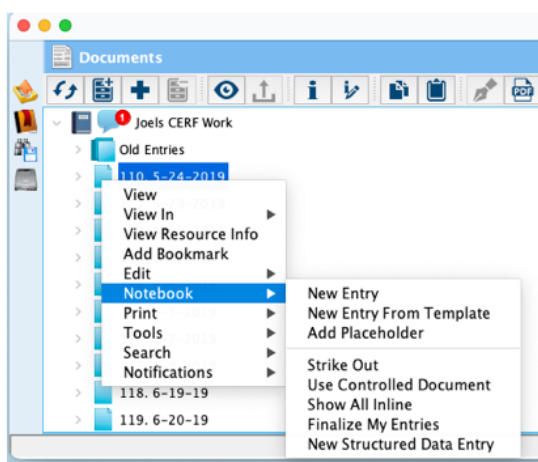 Documents
PDF
1
Joels CERF Work
Old Entries
110. 5-24-2019
View
View In
View Resource Info
Add Bookmark
Edit
Notebook
Print
Tools
Search
Notifications
New Entry
New Entry From Template
Add Placeholder
Strike Out
Use Controlled Document
Show All Inline
Finalize My Entries
New Structured Data Entry
118. 6-19-19
119. 6-20-19